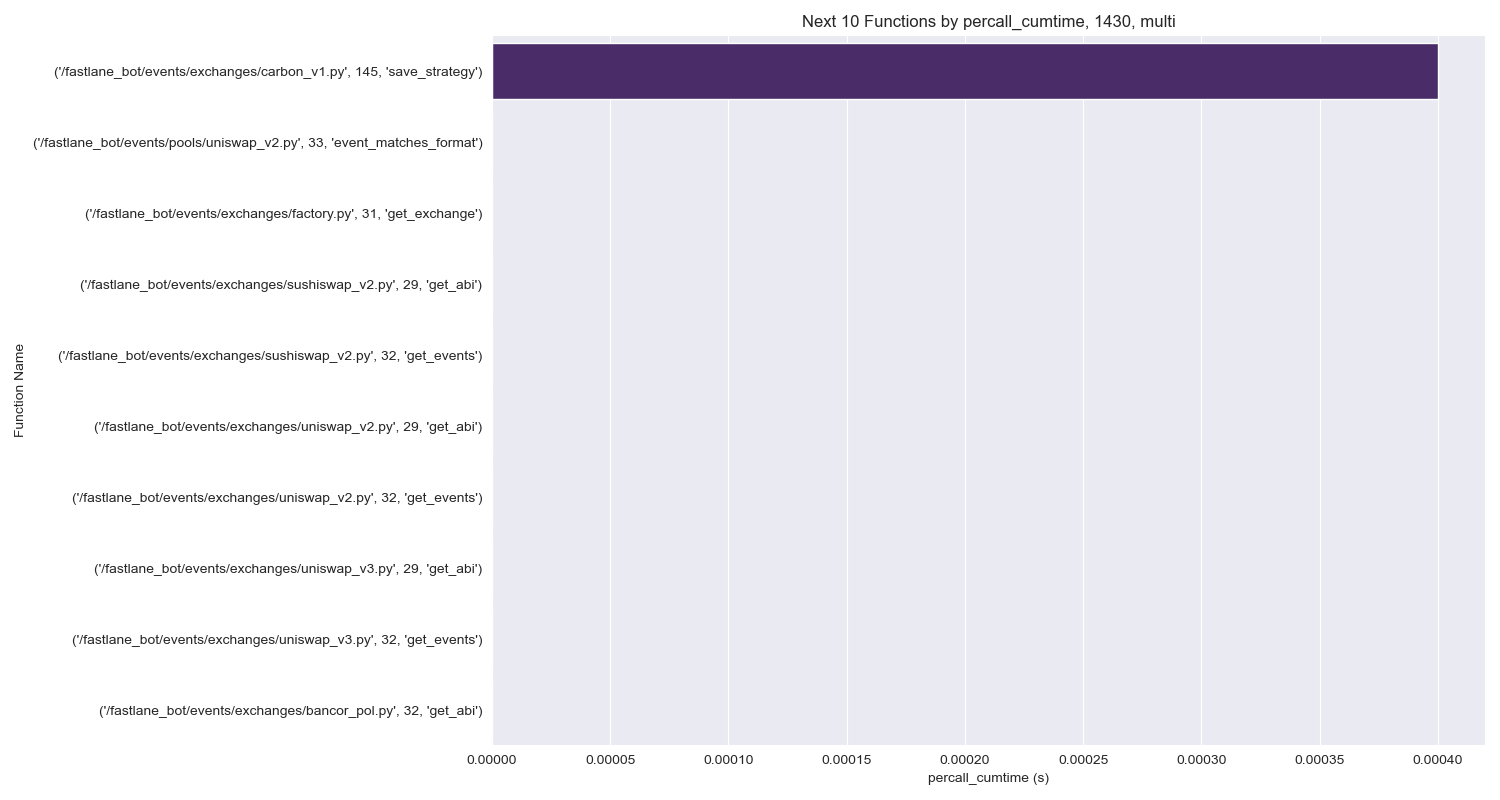 Next 10 Functions by percall_cumtime, 1430, multi
Function Name
('/fastlane_bot/events/exchanges/carbon_v1.py', 145, 'save_strategy')
('/fastlane_bot/events/pools/uniswap_v2.py', 33, 'event_matches_format')
('/fastlane_bot/events/exchanges/factory.py', 31, 'get_exchange')
('/fastlane_bot/events/exchanges/sushiswap_v2.py', 29, 'get_abi')
('/fastlane_bot/events/exchanges/sushiswap_v2.py', 32, 'get_events')
('/fastlane_bot/events/exchanges/uniswap_v2.py', 29, 'get_abi')
('/fastlane_bot/events/exchanges/uniswap_v2.py', 32, 'get_events')
('/fastlane_bot/events/exchanges/uniswap_v3.py', 29, 'get_abi')
('/fastlane_bot/events/exchanges/uniswap_v3.py', 32, 'get_events')
('/fastlane_bot/events/exchanges/bancor_pol.py', 32, 'get_abi')
0.00000 0.00005 0.00010 0.00015 0.00020 0.00025 0.00030 0.00035 0.00040
percall_cumtime (s)